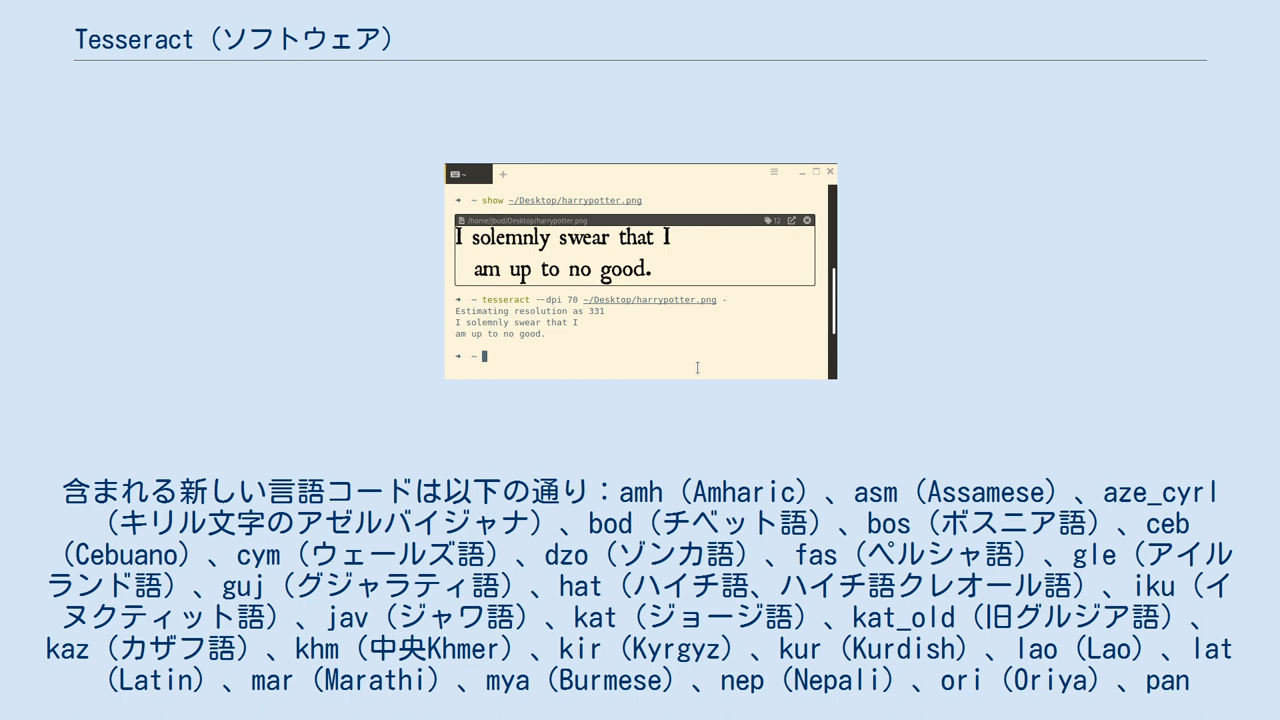 Tesseract（ソフトウェア）
~
+
➜ ~ show ~/Desktop/harrypotter.png
/home/jbud/Desktop/harrypotter.png 12
I solemnly swear that I
am up to no good.
➜ ~ tesseract --dpi 70 ~/Desktop/harrypotter.png -
Estimating resolution as 331
I solemnly swear that I
am up to no good.
➜ ~
含まれる新しい言語コードは以下の通り：amh（Amharic）、asm（Assamese）、aze_cyrl
（キリル文字のアゼルバイジャナ）、bod（チベット語）、bos（ボスニア語）、ceb
（Cebuano）、cym（ウェールズ語）、dzo（ゾンカ語）、fas（ペルシャ語）、gle（アイル
ランド語）、guj（グジャラティ語）、hat（ハイチ語、ハイチ語クレオール語）、iku（イ
ヌクティット語）、jav（ジャワ語）、kat（ジョージ語）、kat_old（旧グルジア語）、
kaz（カザフ語）、khm（中央Khmer）、kir（Kyrgyz）、kur（Kurdish）、lao（Lao）、lat
（Latin）、mar（Marathi）、mya（Burmese）、nep（Nepali）、ori（Oriya）、pan